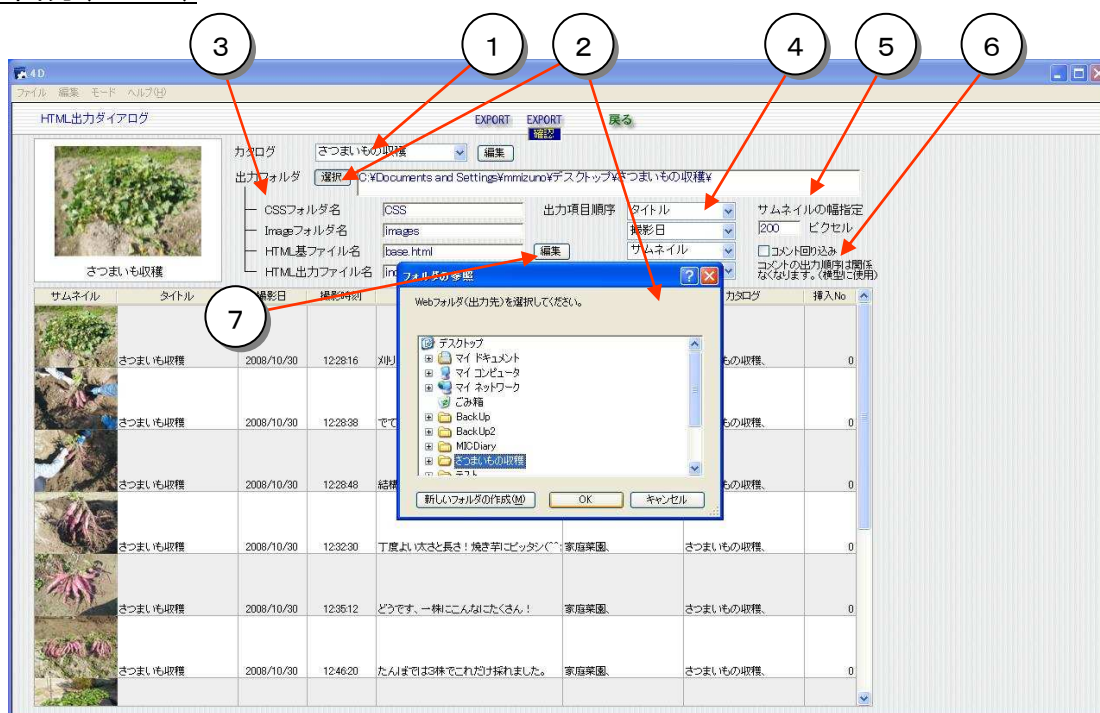 3 1 2 4 5 6
4D
ファイル 編集 モード ヘルプ(H)
HTML出力ダイアログ EXPORT EXPORT 戻る
確認
カタログ さつまいもの収穫 編集
出力フォルダ 選択 C:¥Documents and Settings¥mmizuno¥デスクトップ¥さつまいもの収穫¥
CSSフォルダ名 CSS 出力項目順序 タイトル サムネイルの幅指定
Imageフォルダ名 images 撮影日 200 ピクセル
HTML基ファイル名 base.html 編集 サムネイル コメント回り込み
HTML出力ファイル名 コメントの出力順序は関係
なくなります。(横型に使用)
さつまいも収穫
7
フォルダの参照
Webフォルダ(出力先)を選択してください。
デスクトップ
マイ ドキュメント
マイ コンピュータ
マイ ネットワーク
ごみ箱
BackUp
BackUp2
MICDiary
さつまいもの収穫
テスト
新しいフォルダの作成(M) OK キャンセル
サムネイル タイトル 撮影日 撮影時刻 カタログ 挿入No
さつまいも収穫 2008/10/30 12:28:16 もの収穫、 0
さつまいも収穫 2008/10/30 12:28:38 もの収穫、 0
さつまいも収穫 2008/10/30 12:28:48 もの収穫、 0
さつまいも収穫 2008/10/30 12:32:30 丁度よい太さと長さ!焼き芋にピッタシ(^^; 家庭菜園、 さつまいもの収穫、 0
さつまいも収穫 2008/10/30 12:35:12 どうです、一株にこんなにたくさん! 家庭菜園、 さつまいもの収穫、 0
さつまいも収穫 2008/10/30 12:46:20 たんぼでは3株でこれだけ採れました。 家庭菜園、 さつまいもの収穫、 0